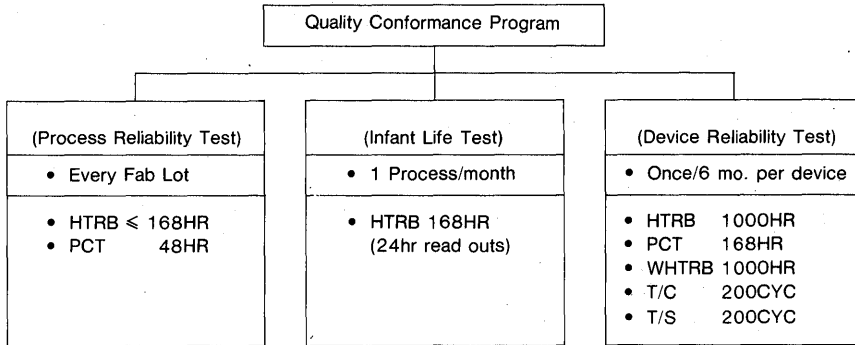 Quality Conformance Program
(Process Reliability Test)
• Every Fab Lot
• HTRB ⩽ 168HR
• PCT 48HR
(Infant Life Test)
• 1 Process/month
• HTRB 168HR
(24hr read outs)
(Device Reliability Test)
• Once/6 mo. per device
• HTRB 1000HR
• PCT 168HR
• WHTRB 1000HR
• T/C 200CYC
• T/S 200CYC